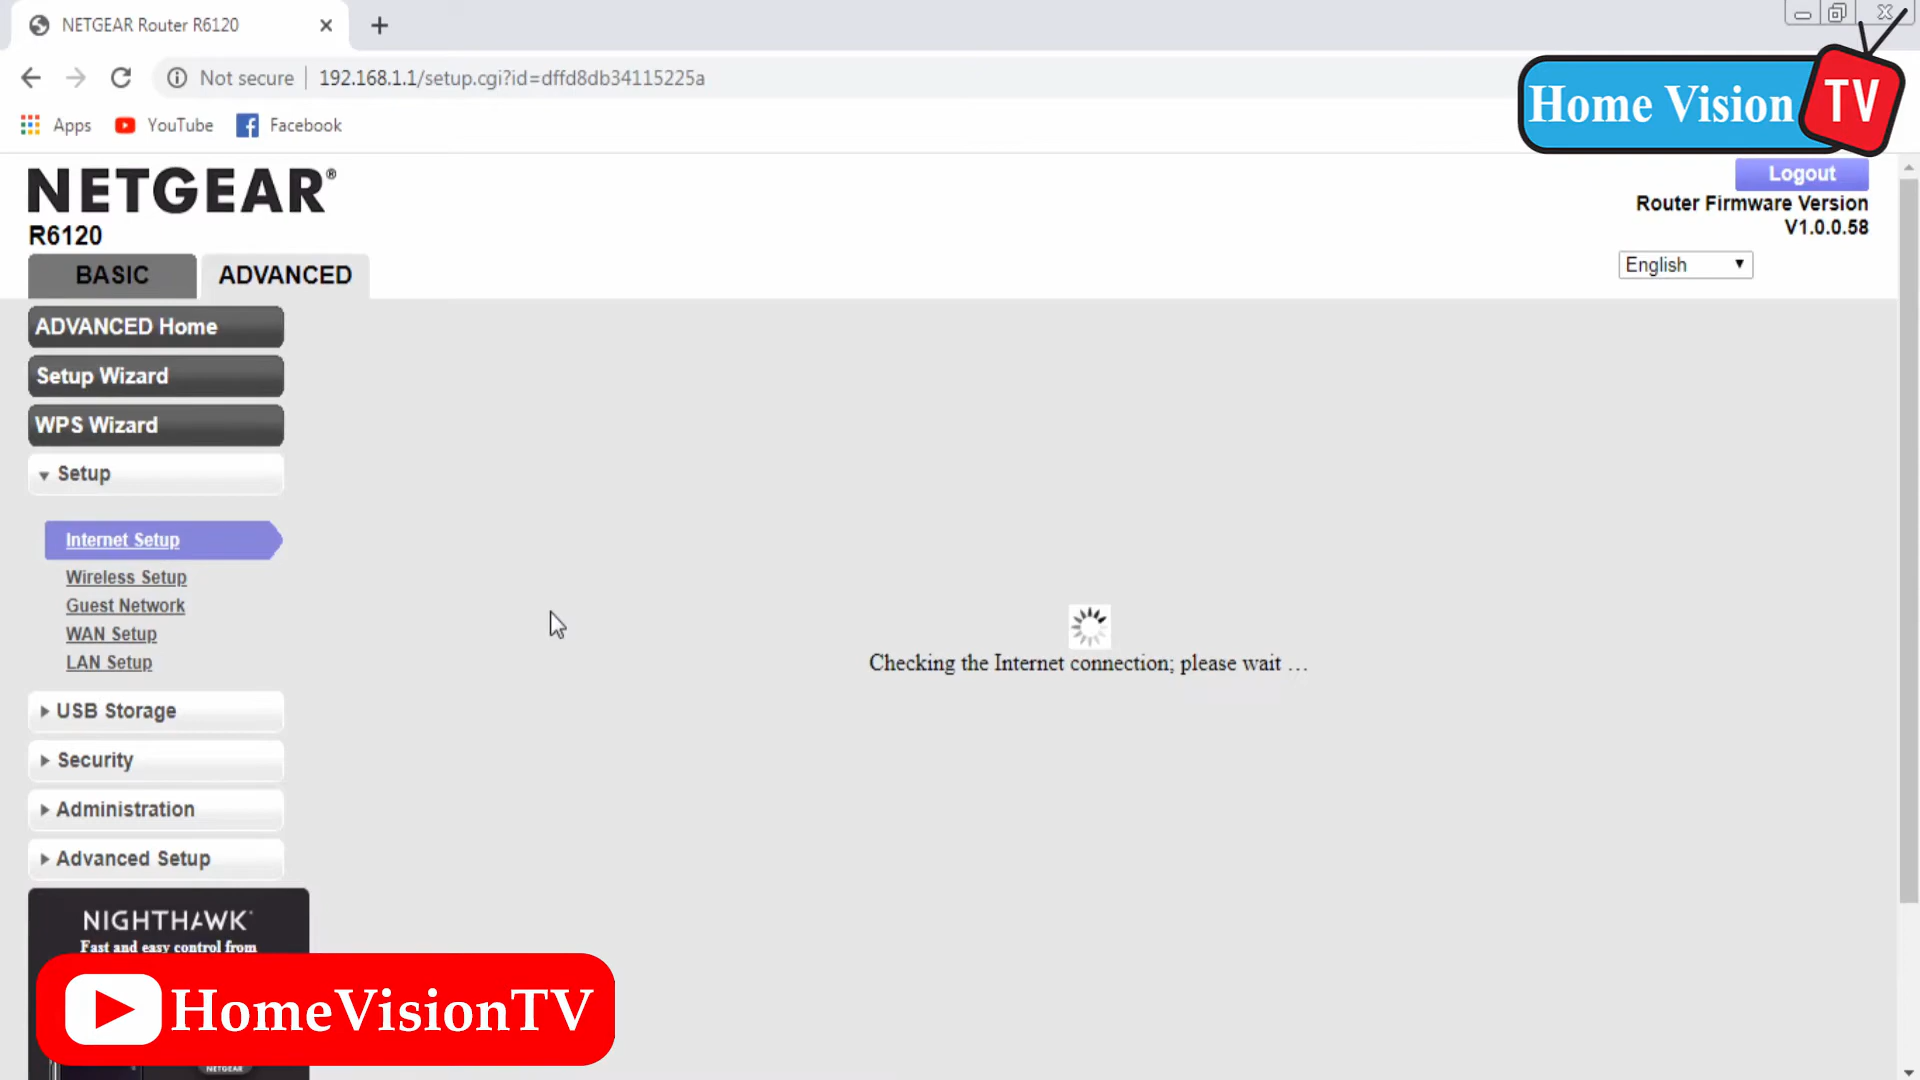 NETGEAR Router R6120
Not secure
192.168.1.1/setup.cgi?id=dffd8db34115225a
Apps
YouTube
Facebook
Home Vision TV
NETGEAR®
R6120
Logout
Router Firmware Version
V1.0.0.58
BASIC
ADVANCED
English
ADVANCED Home
Setup Wizard
WPS Wizard
Setup
Internet Setup
Wireless Setup
Guest Network
WAN Setup
LAN Setup
USB Storage
Security
Administration
Advanced Setup
Checking the Internet connection; please wait …
NIGHTHAWK
Fast and easy control from
HomeVisionTV
NETGEAR